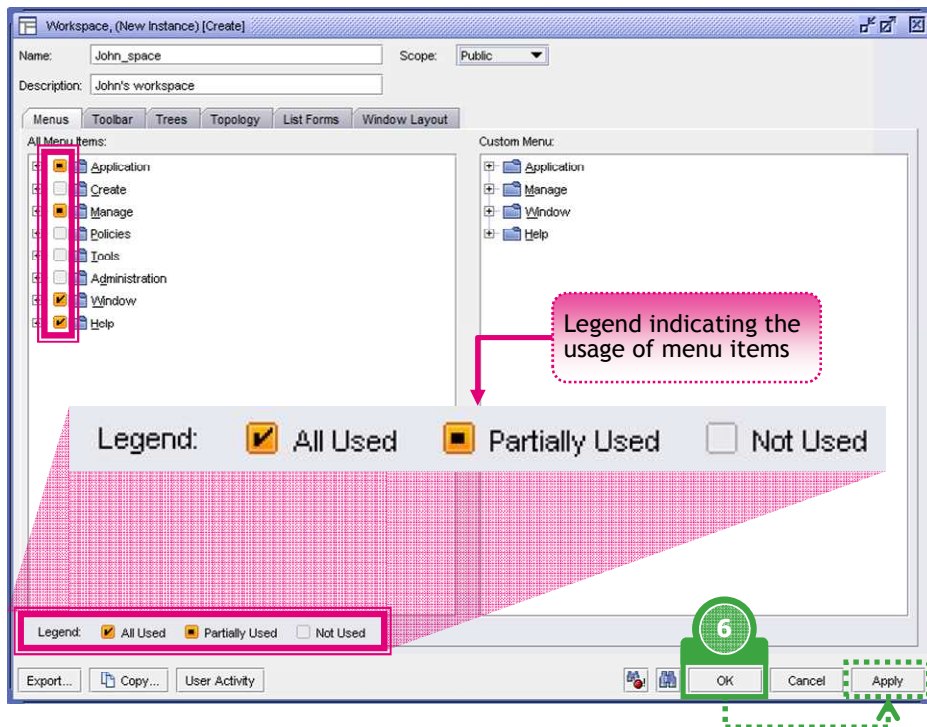 Workspace, (New Instance) [Create]
Name: John_space Scope: Public
Description: John's workspace
Menus Toolbar Trees Topology List Forms Window Layout
All Menu Items: Custom Menu:
Application Application
Create Manage
Manage Window
Policies Help
Tools
Administration
Window
Help
Legend indicating the
usage of menu items
Legend: All Used Partially Used Not Used
Legend: All Used Partially Used Not Used
6
Export... Copy... User Activity OK Cancel Apply